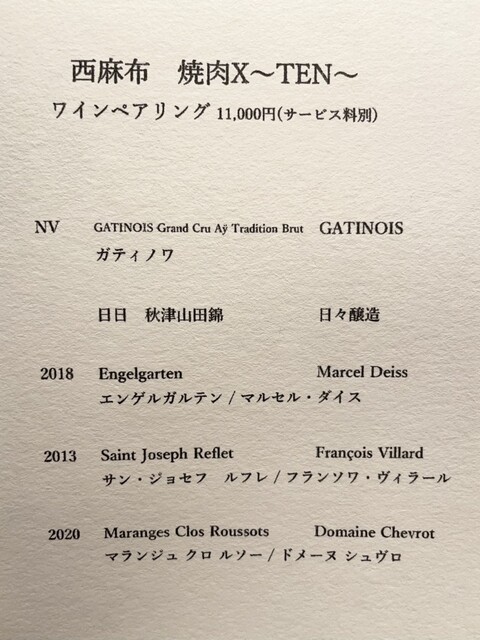 西麻布　焼肉X〜TEN〜
ワインペアリング 11,000円(サービス料別)
NV GATINOIS Grand Cru Aÿ Tradition Brut GATINOIS
ガティノワ
日日　秋津山田錦 日々醸造
2018 Engelgarten Marcel Deiss
エンゲルガルテン / マルセル・ダイス
2013 Saint Joseph Reflet François Villard
サン・ジョセフ　ルフレ / フランソワ・ヴィラール
2020 Maranges Clos Roussots Domaine Chevrot
マランジュ クロ ルソー / ドメーヌ シュヴロ